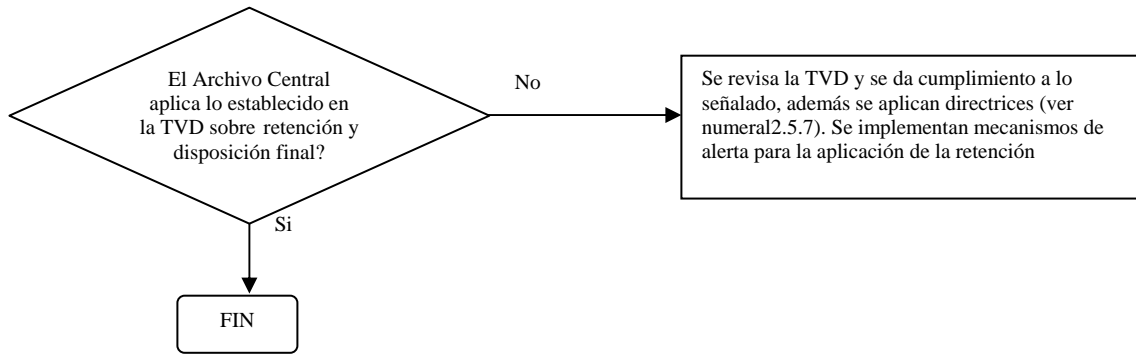 El Archivo Central
aplica lo establecido en
la TVD sobre retención y
disposición final?
No
Se revisa la TVD y se da cumplimiento a lo
señalado, además se aplican directrices (ver
numeral2.5.7). Se implementan mecanismos de
alerta para la aplicación de la retención
Si
FIN